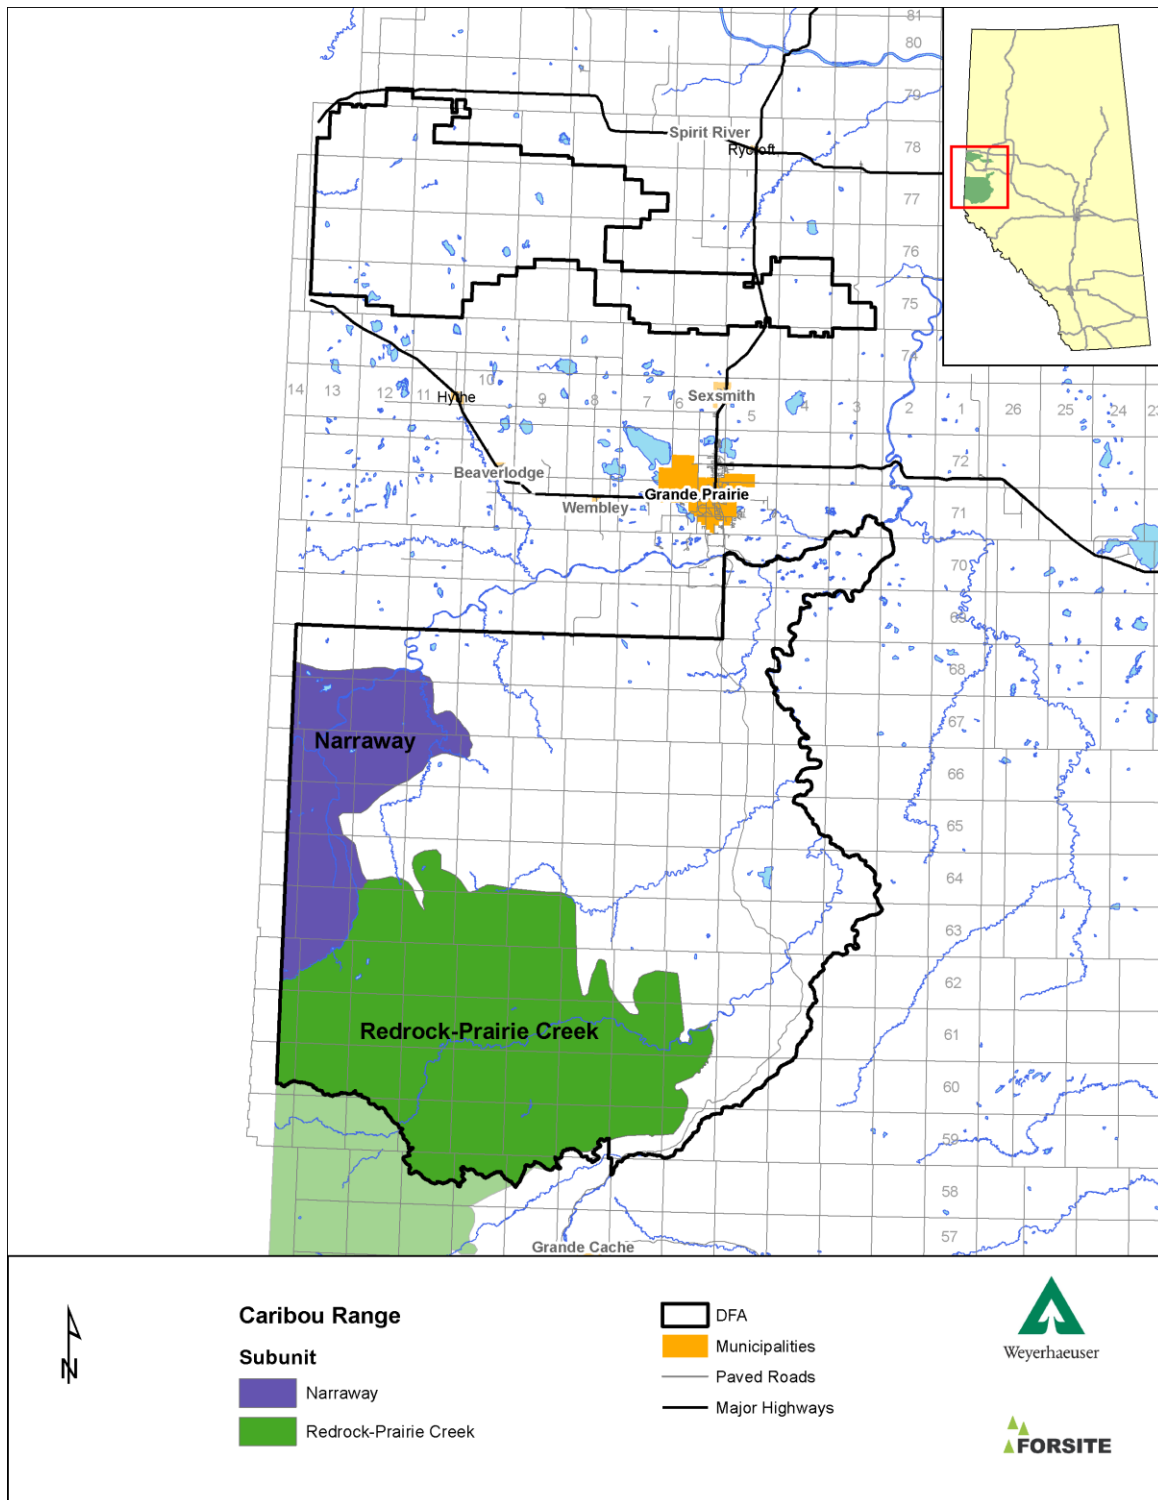 81
80
79
Spirit River
Rycroft
78
77
76
75
74
14 13 12 11 10 9 8 7 6 5 4 3 2 1 26 25 24 23
Hythe
Sexsmith
Beaverlodge
72
Grande Prairie
Wembley
71
70
69
68
67
Narraway
66
65
64
63
62
Redrock-Prairie Creek
61
60
59
58
57
Grande Cache
N
Caribou Range
Subunit
Narraway
Redrock-Prairie Creek
DFA
Municipalities
Paved Roads
Major Highways
Weyerhaeuser
FORSITE